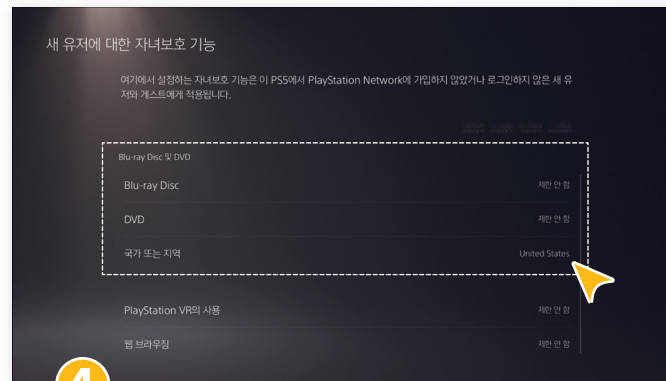 새 유저에 대한 자녀보호 기능
여기에서 설정하는 자녀보호 기능은 이 PS5에서 PlayStation Network에 가입하지 않았거나 로그인하지 않은 새 유
저와 게스트에게 적용됩니다.
Blu-ray Disc 및 DVD
Blu-ray Disc 제한 안 함
DVD 제한 안 함
국가 또는 지역 United States
PlayStation VR의 사용 제한 안 함
웹 브라우징 제한 안 함
4